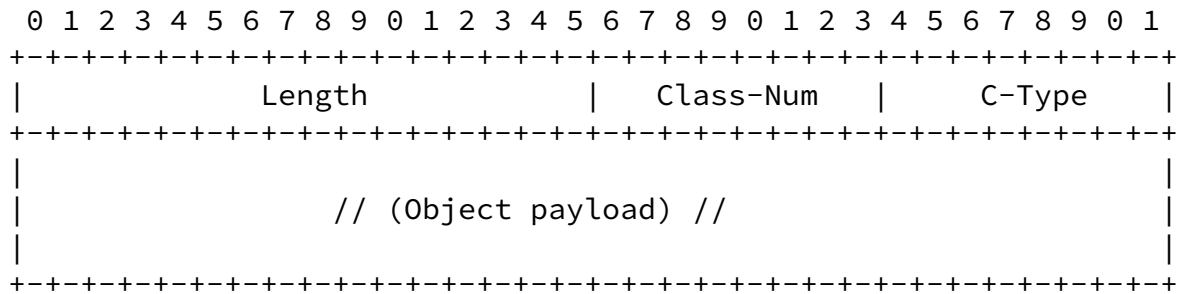 0 1 2 3 4 5 6 7 8 9 0 1 2 3 4 5 6 7 8 9 0 1 2 3 4 5 6 7 8 9 0 1
+-+-+-+-+-+-+-+-+-+-+-+-+-+-+-+-+-+-+-+-+-+-+-+-+-+-+-+-+-+-+-+-+
|             Length            |   Class-Num   |     C-Type    |
+-+-+-+-+-+-+-+-+-+-+-+-+-+-+-+-+-+-+-+-+-+-+-+-+-+-+-+-+-+-+-+-+
|                                                               |
|                 // (Object payload) //                        |
|                                                               |
+-+-+-+-+-+-+-+-+-+-+-+-+-+-+-+-+-+-+-+-+-+-+-+-+-+-+-+-+-+-+-+-+